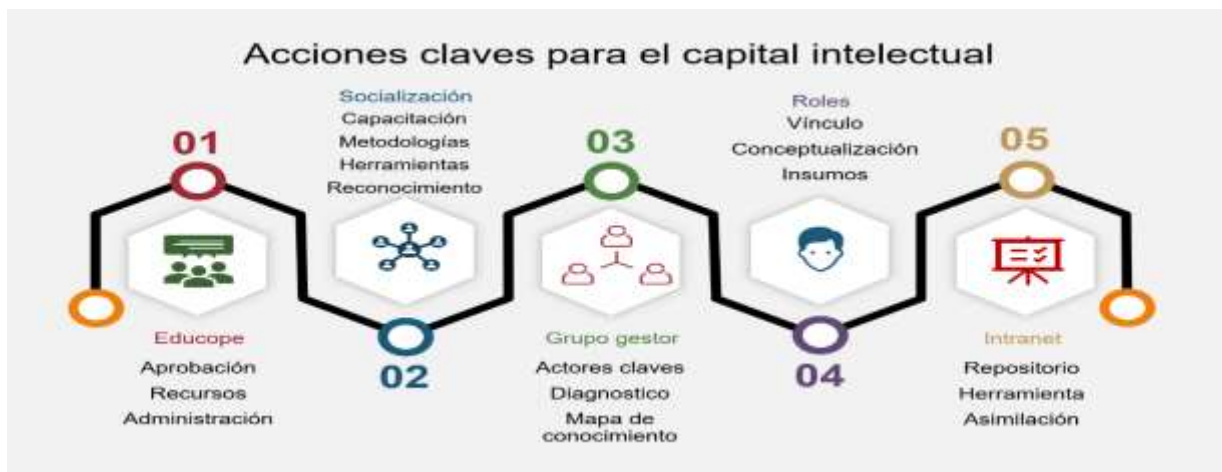 Acciones claves para el capital intelectual
01
Educope
Aprobación
Recursos
Administración
Socialización
Capacitación
Metodologías
Herramientas
Reconocimiento
02
03
Grupo gestor
Actores claves
Diagnostico
Mapa de
conocimiento
Roles
Vínculo
Conceptualización
Insumos
04
05
Intranet
Repositorio
Herramienta
Asimilación